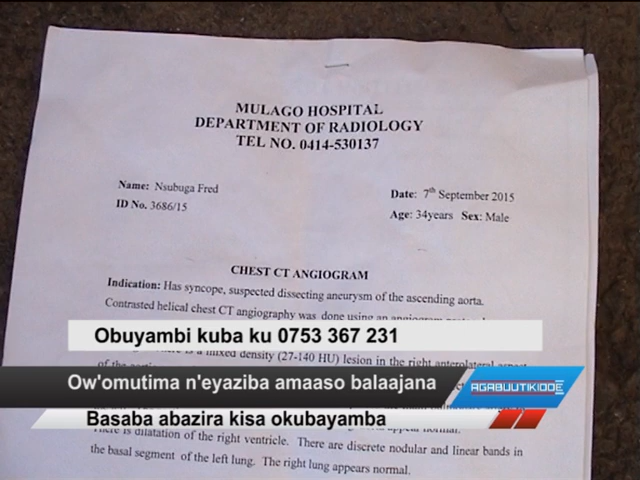 MULAGO HOSPITAL
DEPARTMENT OF RADIOLOGY
TEL NO. 0414-530137
Name: Nsubuga Fred
Date: 7th September 2015
ID No. 3686/15
Age: 34years Sex: Male
CHEST CT ANGIOGRAM
Indication: Has syncope, suspected dissecting aneurysm of the ascending aorta.
Contrasted helical chest CT angiography was done using an angiogram
Obuyambi kuba ku 0753 367 231
is a mixed density (27-140 HU) lesion in the right anterolateral aspect
Ow'omutima n'eyaziba amaaso balaajana
AGABUUTIKIDDE
Basaba abazira kisa okubayamba
appear normal.
There is dilatation of the right ventricle. There are discrete nodular and linear bands in
the basal segment of the left lung. The right lung appears normal.